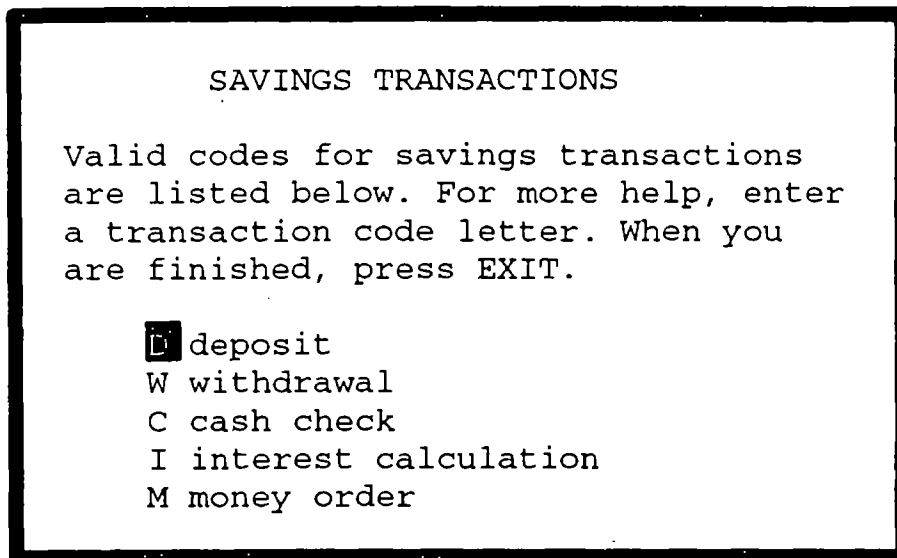 SAVINGS TRANSACTIONS
Valid codes for savings transactions
are listed below. For more help, enter
a transaction code letter. When you
are finished, press EXIT.
D deposit
W withdrawal
C cash check
I interest calculation
M money order